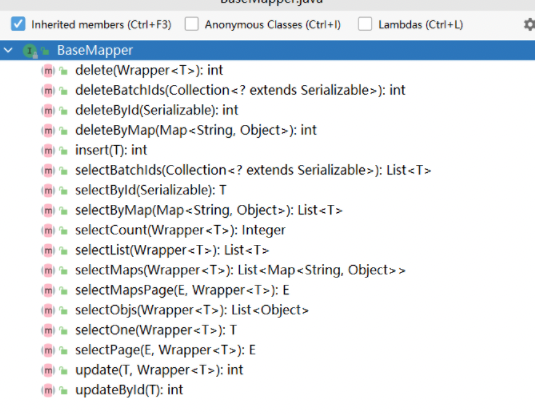 BaseMapper.java
Inherited members (Ctrl+F3) Anonymous Classes (Ctrl+I) Lambdas (Ctrl+L)
BaseMapper
delete(Wrapper<T>): int
deleteBatchIds(Collection<? extends Serializable>): int
deleteById(Serializable): int
deleteByMap(Map<String, Object>): int
insert(T): int
selectBatchIds(Collection<? extends Serializable>): List<T>
selectById(Serializable): T
selectByMap(Map<String, Object>): List<T>
selectCount(Wrapper<T>): Integer
selectList(Wrapper<T>): List<T>
selectMaps(Wrapper<T>): List<Map<String, Object>>
selectMapsPage(E, Wrapper<T>): E
selectObjs(Wrapper<T>): List<Object>
selectOne(Wrapper<T>): T
selectPage(E, Wrapper<T>): E
update(T, Wrapper<T>): int
updateById(T): int